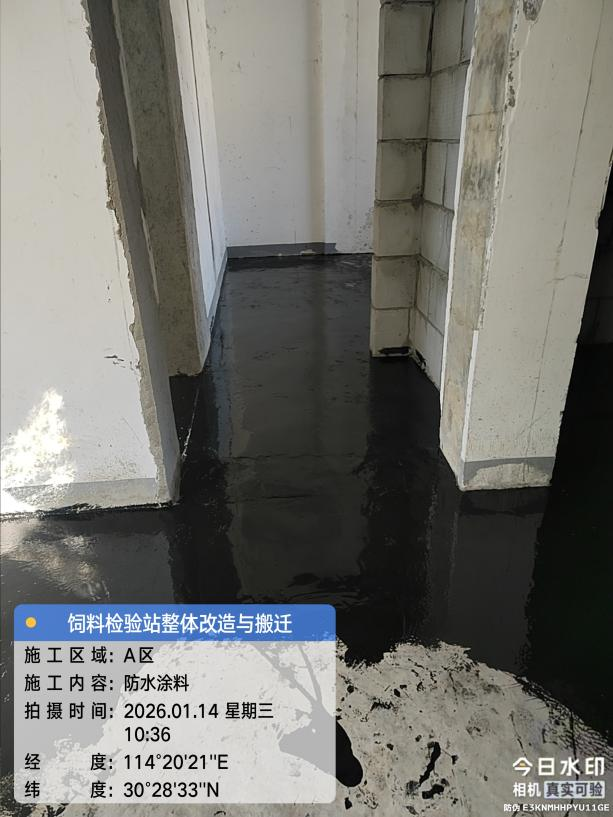 饲料检验站整体改造与搬迁
施工区域：A区
施工内容：防水涂料
拍摄时间：2026.01.14 星期三
10:36
经度：114°20'21"E
纬度：30°28'33"N
今日水印
相机 真实可验
防伪 E3KNMHHPYU11GE